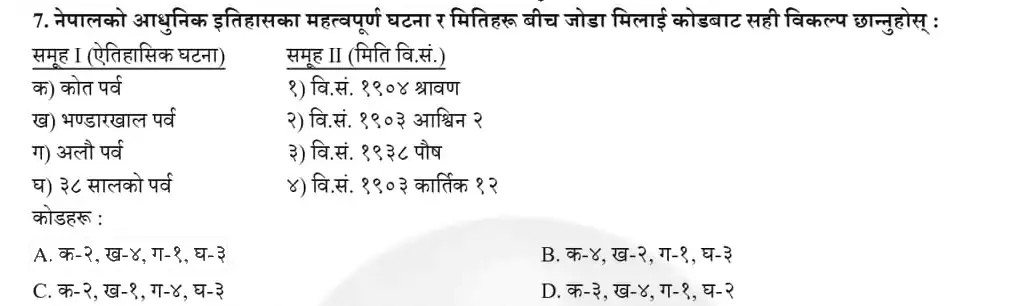 7. नेपालको आधुनिक इतिहासका महत्वपूर्ण घटना र मितिहरू बीच जोडा मिलाई कोडबाट सही विकल्प छान्नुहोस् :
समूह I (ऐतिहासिक घटना) समूह II (मिति वि.सं.)
क) कोत पर्व १) वि.सं. १९०४ श्रावण
ख) भण्डारखाल पर्व २) वि.सं. १९०३ आश्विन २
ग) अलौ पर्व ३) वि.सं. १९३८ पौष
घ) ३८ सालको पर्व ४) वि.सं. १९०३ कार्तिक १२
कोडहरू :
A. क-२, ख-४, ग-१, घ-३ B. क-४, ख-२, ग-१, घ-३
C. क-२, ख-१, ग-४, घ-३ D. क-३, ख-४, ग-१, घ-२